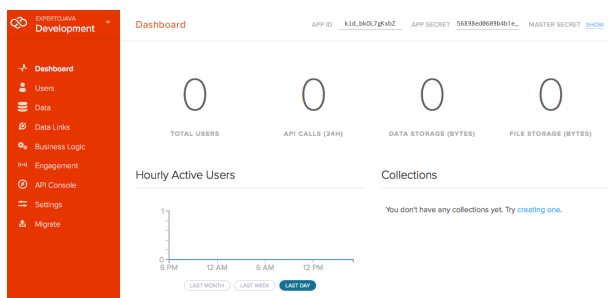 EXPERTOJAVA
Development
Dashboard
Users
Data
Data Links
Business Logic
Engagement
API Console
Settings
Migrate
Dashboard
APP ID kid_bkOL7gKxbZ APP SECRET 56898ed0609b4b1e… MASTER SECRET SHOW
0 0 0 0
TOTAL USERS API CALLS (24H) DATA STORAGE (BYTES) FILE STORAGE (BYTES)
Hourly Active Users
1
0
6 PM 12 AM 6 AM 12 PM
LAST MONTH LAST WEEK LAST DAY
Collections
You don't have any collections yet. Try creating one.